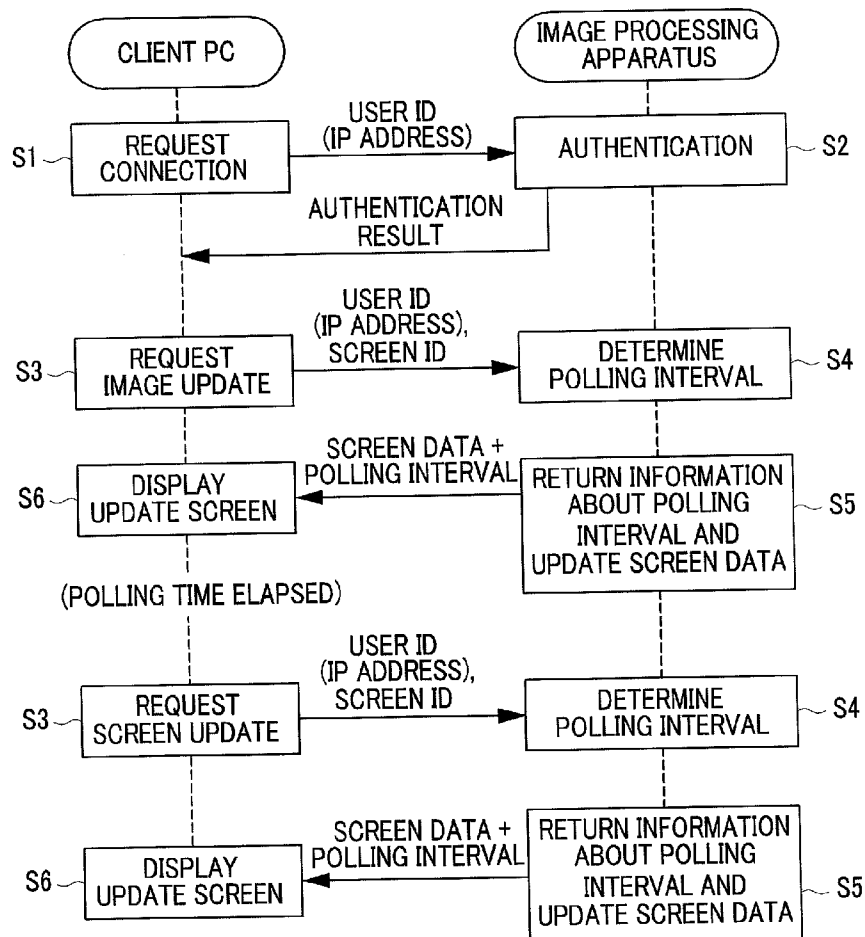 CLIENT PC
IMAGE PROCESSING
APPARATUS
S1
REQUEST
CONNECTION
USER ID
(IP ADDRESS)
AUTHENTICATION
S2
AUTHENTICATION
RESULT
S3
REQUEST
IMAGE UPDATE
USER ID
(IP ADDRESS),
SCREEN ID
DETERMINE
POLLING INTERVAL
S4
S6
DISPLAY
UPDATE SCREEN
SCREEN DATA +
POLLING INTERVAL
RETURN INFORMATION
ABOUT POLLING
INTERVAL AND
UPDATE SCREEN DATA
S5
(POLLING TIME ELAPSED)
S3
REQUEST
SCREEN UPDATE
USER ID
(IP ADDRESS),
SCREEN ID
DETERMINE
POLLING INTERVAL
S4
S6
DISPLAY
UPDATE SCREEN
SCREEN DATA +
POLLING INTERVAL
RETURN INFORMATION
ABOUT POLLING
INTERVAL AND
UPDATE SCREEN DATA
S5